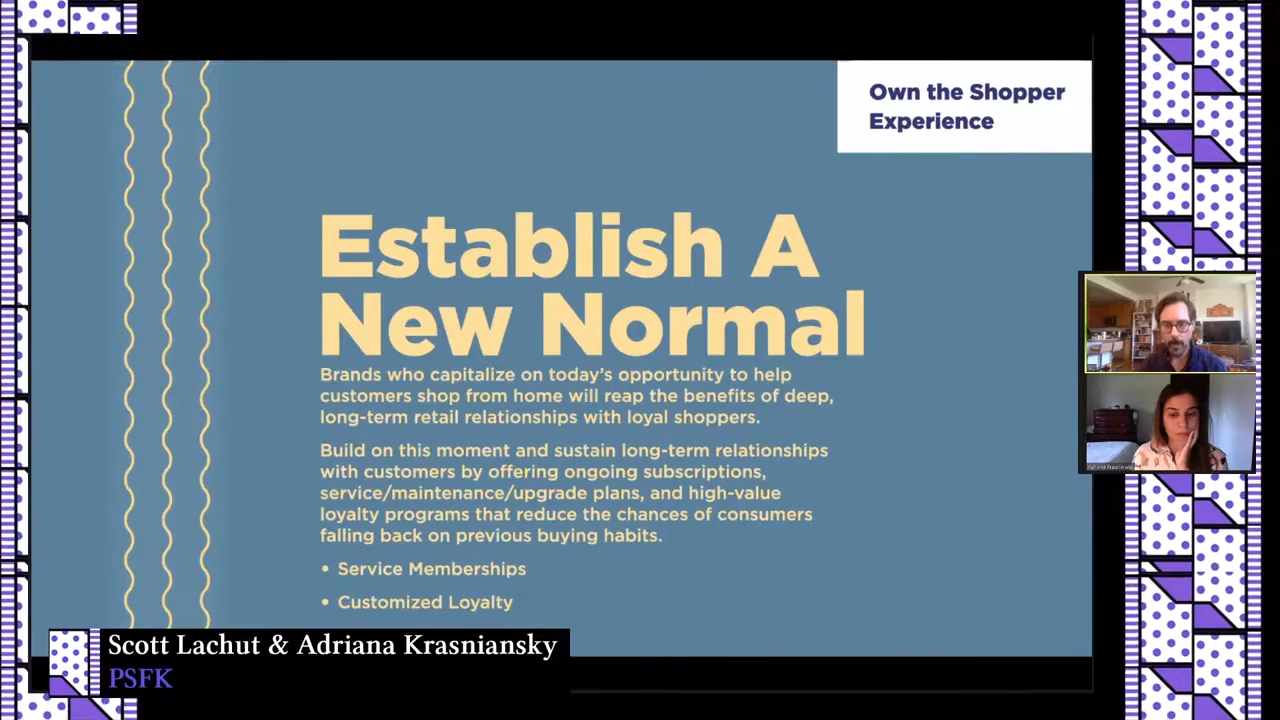 Own the Shopper
Experience
Establish A
New Normal
Brands who capitalize on today's opportunity to help
customers shop from home will reap the benefits of deep,
long-term retail relationships with loyal shoppers.
Build on this moment and sustain long-term relationships
with customers by offering ongoing subscriptions,
service/maintenance/upgrade plans, and high-value
loyalty programs that reduce the chances of consumers
falling back on previous buying habits.
• Service Memberships
• Customized Loyalty
Adriana Krasniansky
Scott Lachut & Adriana Krasniansky
PSFK